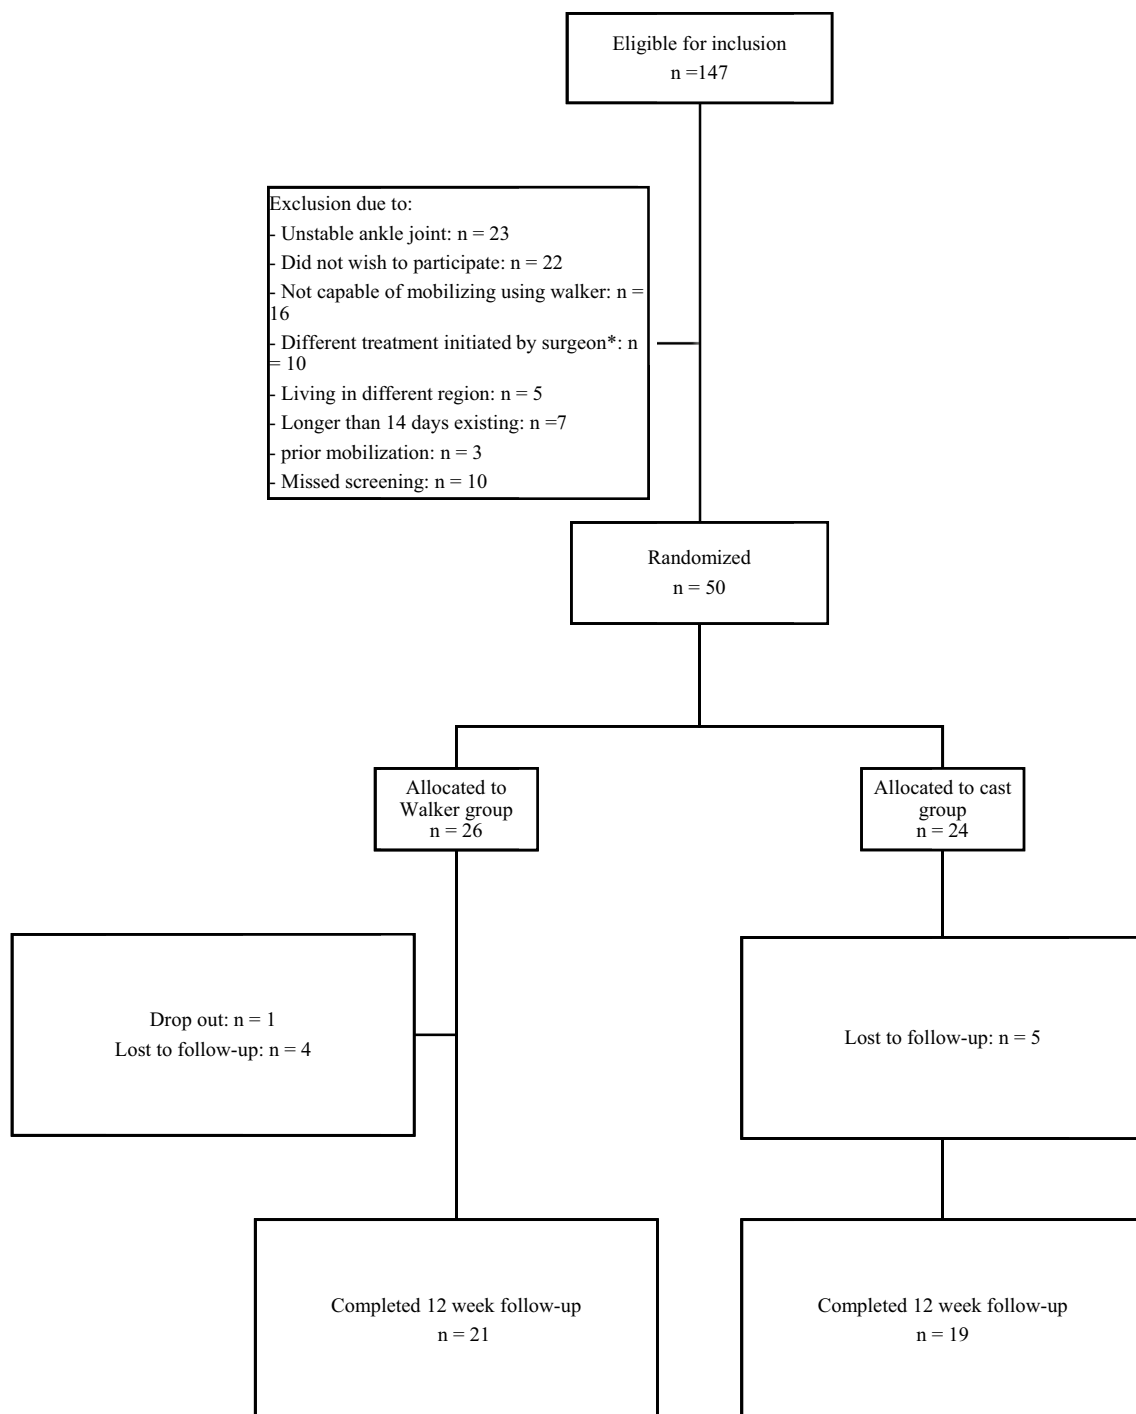 Eligible for inclusion
n =147
Exclusion due to:
- Unstable ankle joint: n = 23
- Did not wish to participate: n = 22
- Not capable of mobilizing using walker: n =
16
- Different treatment initiated by surgeon*: n
= 10
- Living in different region: n = 5
- Longer than 14 days existing: n =7
- prior mobilization: n = 3
- Missed screening: n = 10
Randomized
n = 50
Allocated to
Walker group
n = 26
Allocated to cast
group
n = 24
Drop out: n = 1
Lost to follow-up: n = 4
Lost to follow-up: n = 5
Completed 12 week follow-up
n = 21
Completed 12 week follow-up
n = 19